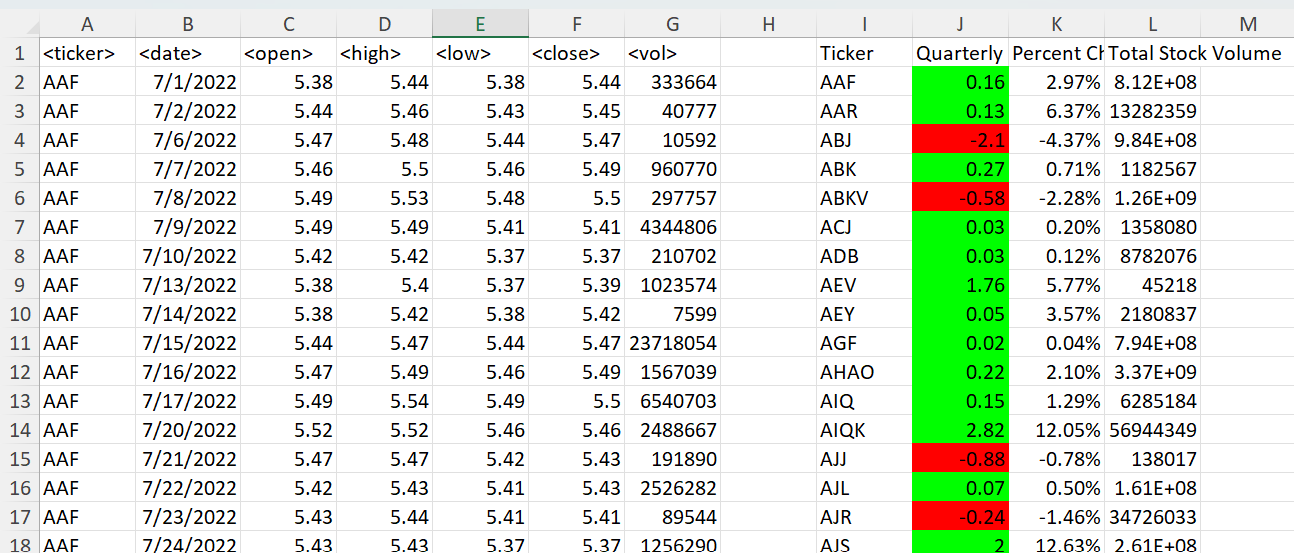 A B C D E F G H I J K L M
1 <ticker> <date> <open> <high> <low> <close> <vol> Ticker Quarterly Percent Ch Total Stock Volume
2 AAF 7/1/2022 5.38 5.44 5.38 5.44 333664 AAF 0.16 2.97% 8.12E+08
3 AAF 7/2/2022 5.44 5.46 5.43 5.45 40777 AAR 0.13 6.37% 13282359
4 AAF 7/6/2022 5.47 5.48 5.44 5.47 10592 ABJ -2.1 -4.37% 9.84E+08
5 AAF 7/7/2022 5.46 5.5 5.46 5.49 960770 ABK 0.27 0.71% 1182567
6 AAF 7/8/2022 5.49 5.53 5.48 5.5 297757 ABKV -0.58 -2.28% 1.26E+09
7 AAF 7/9/2022 5.49 5.49 5.41 5.41 4344806 ACJ 0.03 0.20% 1358080
8 AAF 7/10/2022 5.42 5.42 5.37 5.37 210702 ADB 0.03 0.12% 8782076
9 AAF 7/13/2022 5.38 5.4 5.37 5.39 1023574 AEV 1.76 5.77% 45218
10 AAF 7/14/2022 5.38 5.42 5.38 5.42 7599 AEY 0.05 3.57% 2180837
11 AAF 7/15/2022 5.44 5.47 5.44 5.47 23718054 AGF 0.02 0.04% 7.94E+08
12 AAF 7/16/2022 5.47 5.49 5.46 5.49 1567039 AHAO 0.22 2.10% 3.37E+09
13 AAF 7/17/2022 5.49 5.54 5.49 5.5 6540703 AIQ 0.15 1.29% 6285184
14 AAF 7/20/2022 5.52 5.52 5.46 5.46 2488667 AIQK 2.82 12.05% 56944349
15 AAF 7/21/2022 5.47 5.47 5.42 5.43 191890 AJJ -0.88 -0.78% 138017
16 AAF 7/22/2022 5.42 5.43 5.41 5.43 2526282 AJL 0.07 0.50% 1.61E+08
17 AAF 7/23/2022 5.43 5.44 5.41 5.41 89544 AJR -0.24 -1.46% 34726033
18 AAF 7/24/2022 5.43 5.43 5.37 5.37 1256290 AJS 2 12.63% 2.61E+08